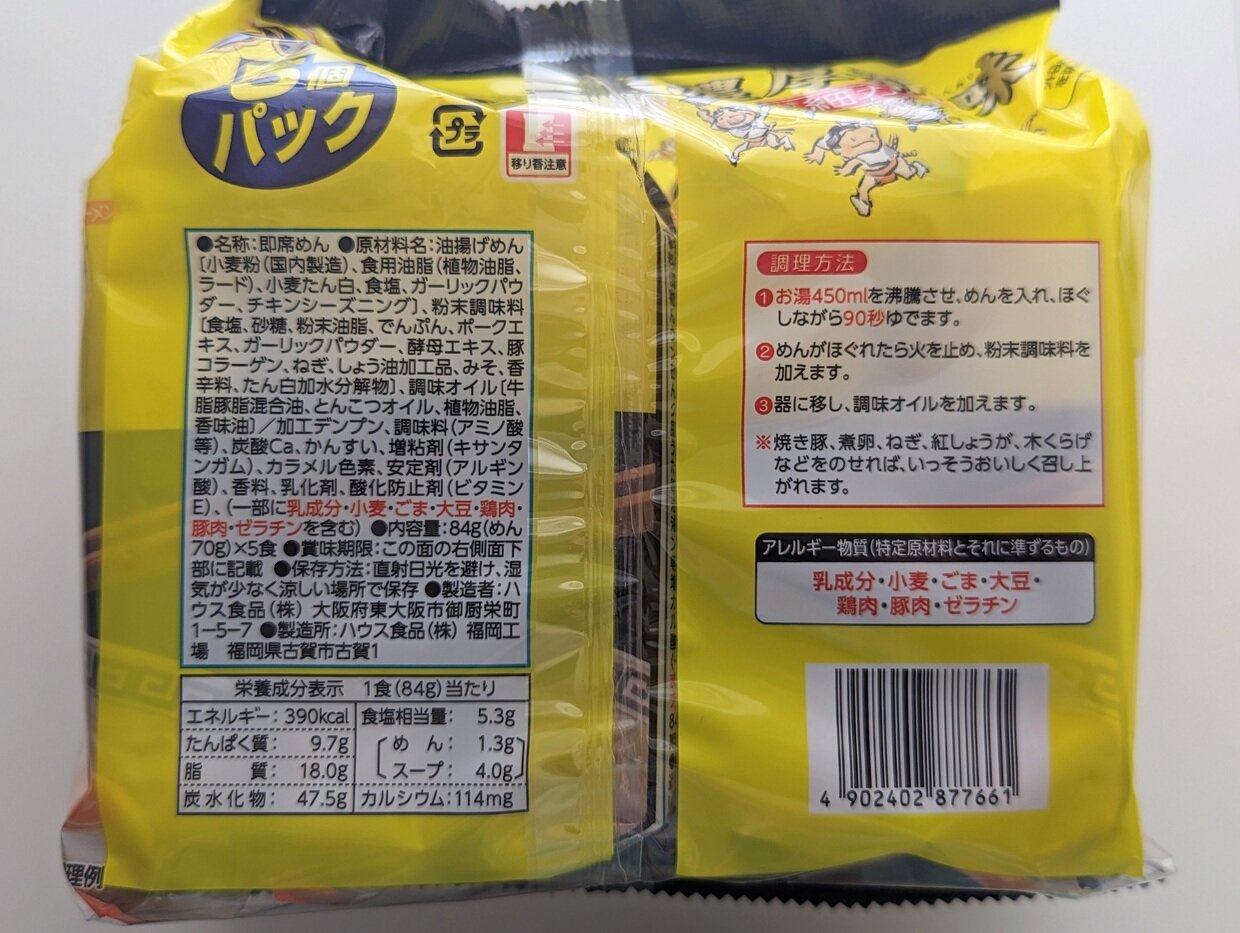 5個
パック
プラ
移り香注意
濃厚
細
味
●名称:即席めん ●原材料名:油揚げめん
〔小麦粉(国内製造)、食用油脂(植物油脂、
ラード)、小麦たん白、食塩、ガーリックパウ
ダー、チキンシーズニング〕、粉末調味料
〔食塩、砂糖、粉末油脂、でんぷん、ポークエ
キス、ガーリックパウダー、酵母エキス、豚
コラーゲン、ねぎ、しょう油加工品、みそ、香
辛料、たん白加水分解物〕、調味オイル〔牛
脂豚脂混合油、とんこつオイル、植物油脂、
香味油〕/加工デンプン、調味料(アミノ酸
等)、炭酸Ca、かんすい、増粘剤(キサンタ
ンガム)、カラメル色素、安定剤(アルギン
酸)、香料、乳化剤、酸化防止剤(ビタミン
E)、(一部に乳成分・小麦・ごま・大豆・鶏肉・
豚肉・ゼラチンを含む) ●内容量:84g(めん
70g)×5食 ●賞味期限:この面の右側面下
部に記載 ●保存方法:直射日光を避け、湿
気が少なく涼しい場所で保存 ●製造者:ハ
ウス食品(株) 大阪府東大阪市御厨栄町
1-5-7 ●製造所:ハウス食品(株) 福岡工
場 福岡県古賀市古賀1
栄養成分表示 1食(84g)当たり
エネルギー:390kcal 食塩相当量: 5.3g
たんぱく質: 9.7g 〔めん: 1.3g〕
脂質: 18.0g 〔スープ: 4.0g〕
炭水化物: 47.5g カルシウム:114mg
調理方法
①お湯450mlを沸騰させ、めんを入れ、ほぐ
しながら90秒ゆでます。
②めんがほぐれたら火を止め、粉末調味料を
加えます。
③器に移し、調味オイルを加えます。
※焼き豚、煮卵、ねぎ、紅しょうが、木くらげ
などをのせれば、いっそうおいしく召し上
がれます。
アレルギー物質(特定原材料とそれに準ずるもの)
乳成分・小麦・ごま・大豆・
鶏肉・豚肉・ゼラチン
4 902402 877661
理例